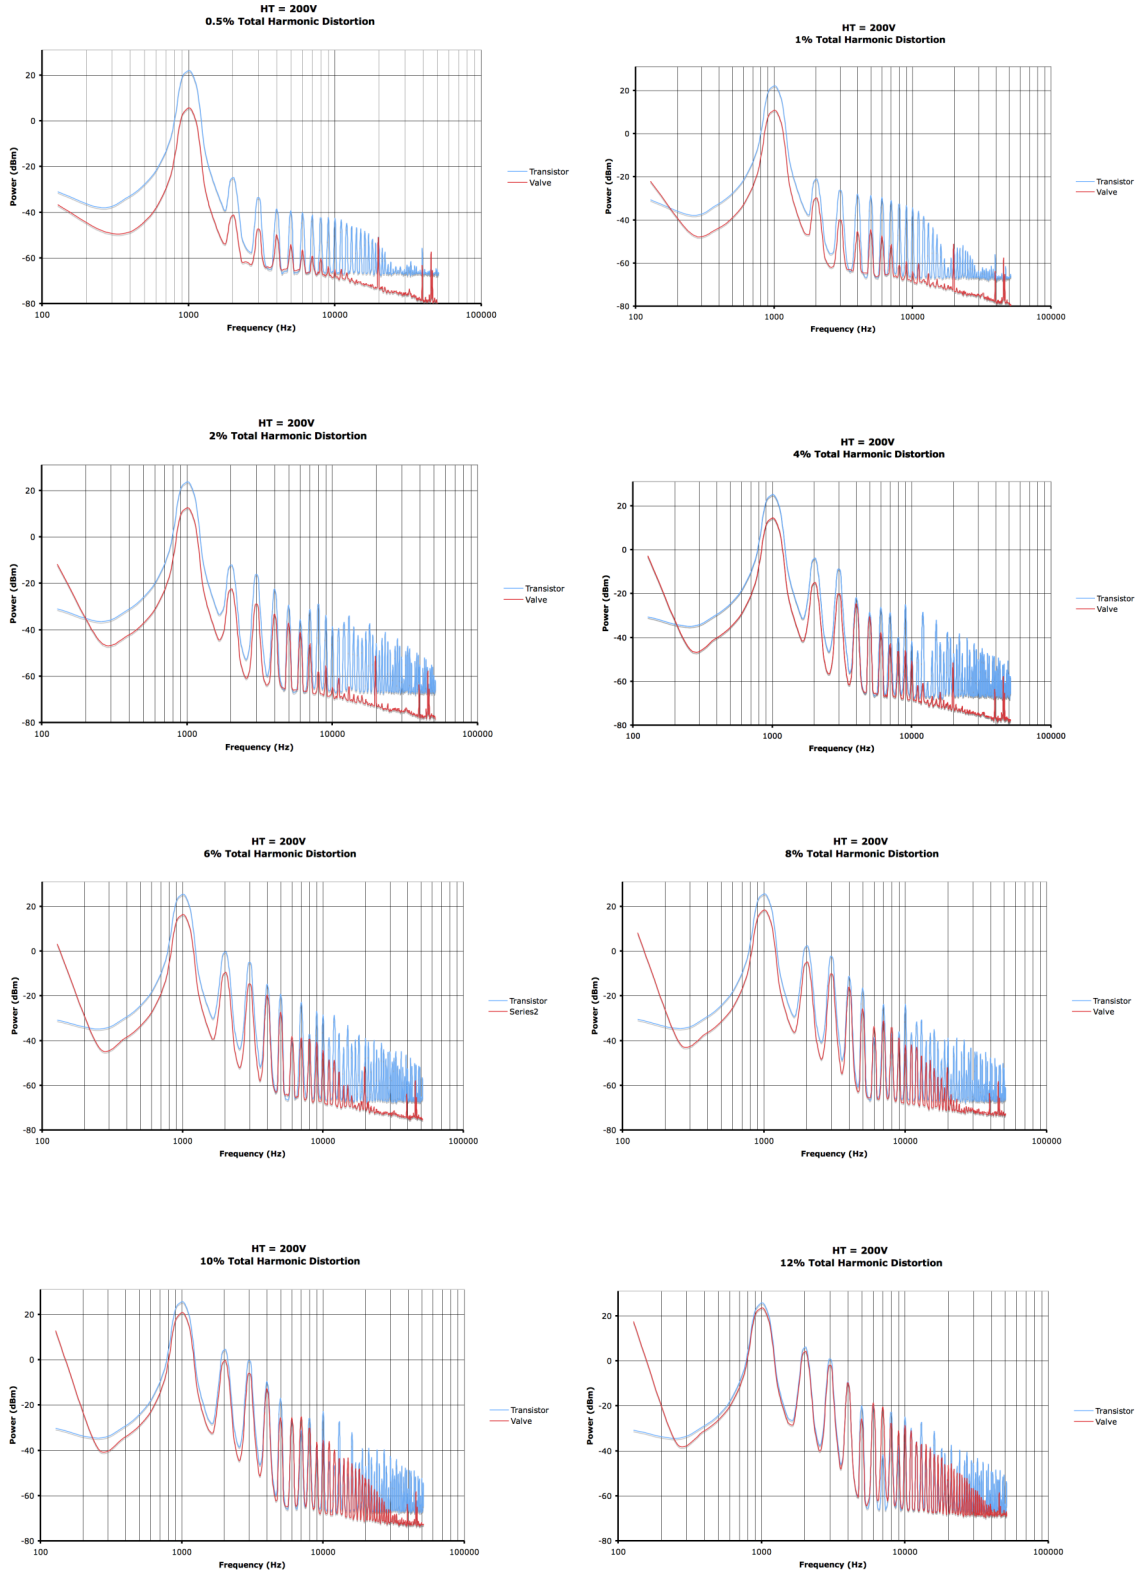 HT = 200V
0.5% Total Harmonic Distortion
Power (dBm)
20
0
-20
-40
-60
-80
100
1000
10000
100000
Frequency (Hz)
Transistor
Valve
HT = 200V
1% Total Harmonic Distortion
Power (dBm)
20
0
-20
-40
-60
-80
100
1000
10000
100000
Frequency (Hz)
Transistor
Valve
HT = 200V
2% Total Harmonic Distortion
Power (dBm)
20
0
-20
-40
-60
-80
100
1000
10000
100000
Frequency (Hz)
Transistor
Valve
HT = 200V
4% Total Harmonic Distortion
Power (dBm)
20
0
-20
-40
-60
-80
100
1000
10000
100000
Frequency (Hz)
Transistor
Valve
HT = 200V
6% Total Harmonic Distortion
Power (dBm)
20
0
-20
-40
-60
-80
100
1000
10000
100000
Frequency (Hz)
Transistor
Series2
HT = 200V
8% Total Harmonic Distortion
Power (dBm)
20
0
-20
-40
-60
-80
100
1000
10000
100000
Frequency (Hz)
Transistor
Valve
HT = 200V
10% Total Harmonic Distortion
Power (dBm)
20
0
-20
-40
-60
-80
100
1000
10000
100000
Frequency (Hz)
Transistor
Valve
HT = 200V
12% Total Harmonic Distortion
Power (dBm)
20
0
-20
-40
-60
-80
100
1000
10000
100000
Frequency (Hz)
Transistor
Valve